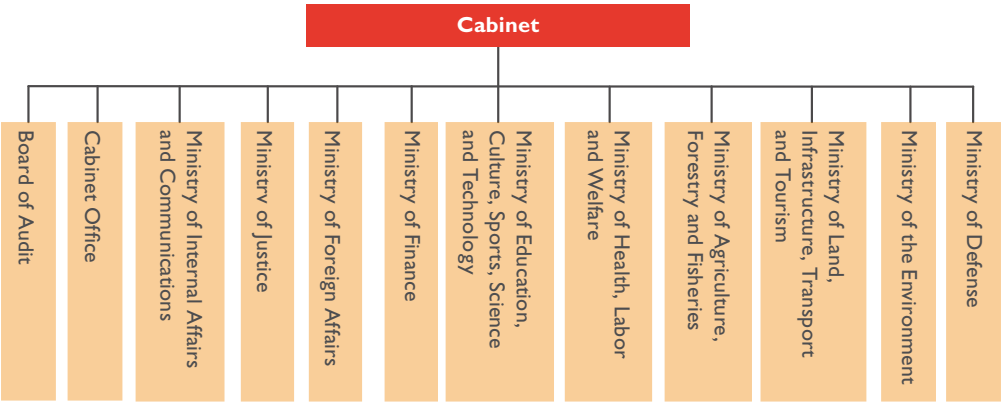 Cabinet
Board of Audit
Cabinet Office
Ministry of Internal Affairs
and Communications
Ministrv of Justice
Ministry of Foreign Affairs
Ministry of Finance
Ministry of Education,
Culture, Sports, Science
and Technology
Ministry of Health, Labor
and Welfare
Ministry of Agriculture,
Forestry and Fisheries
Ministry of Land,
Infrastructure, Transport
and Tourism
Ministry of the Environment
Ministry of Defense